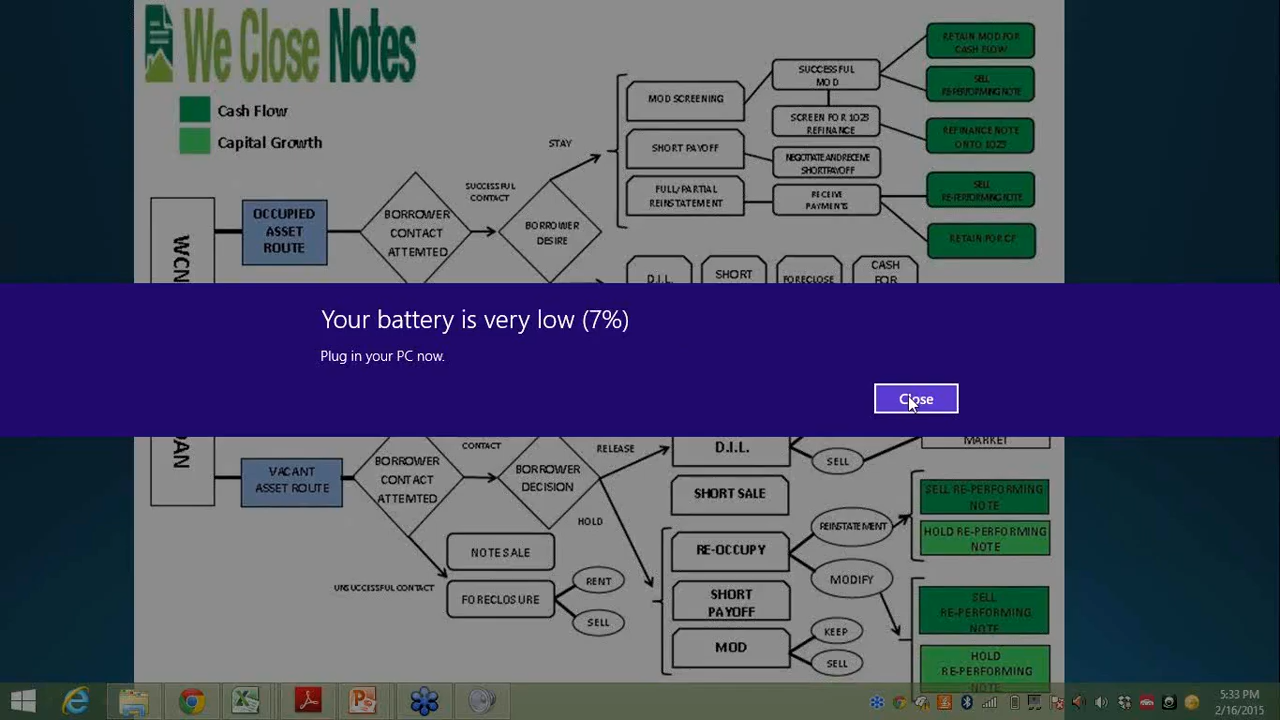 We Close Notes
Cash Flow
Capital Growth
OCCUPIED
ASSET
ROUTE
BORROWER
CONTACT
ATTEMTED
SUCCESSFUL
CONTACT
BORROWER
DESIRE
STAY
MOD SCREENING
SHORT PAYOFF
FULL/PARTIAL
REINSTATEMENT
SUCCESSFUL
MOD
SCREEN FOR 1023
REFINANCE
NEGOTIATE AND RECEIVE
SHORT PAYOFF
RECEIVE
PAYMENTS
RETAIN MOD FOR
CASH FLOW
SELL
RE-PERFORMING NOTE
REFINANCE NOTE
ONTO 1023
SELL
RE-PERFORMING NOTE
RETAIN FOR CF
WCN
D.I.L.
SHORT
FORECLOSE
CASH
FOR
Your battery is very low (7%)
Plug in your PC now.
Close
VACANT
ASSET ROUTE
BORROWER
CONTACT
ATTEMTED
CONTACT
BORROWER
DECISION
RELEASE
HOLD
D.I.L.
SELL
MARKET
SHORT SALE
RE-OCCUPY
REINSTATEMENT
MODIFY
SELL RE-PERFORMING
NOTE
HOLD RE-PERFORMING
NOTE
NOTE SALE
UNSUCCESSFUL CONTACT
FORECLOSURE
RENT
SELL
SHORT
PAYOFF
MOD
KEEP
SELL
SELL
RE-PERFORMING
NOTE
HOLD
RE-PERFORMING
NOTE
5:33 PM
2/16/2015